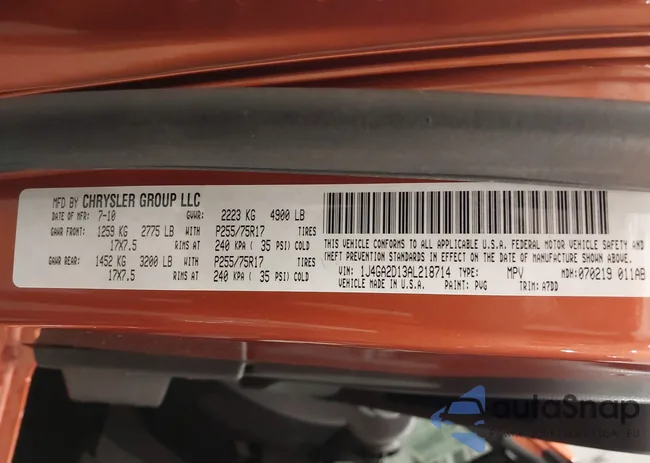 MFD BY CHRYSLER GROUP LLC
DATE OF MFR: 7-10 GVWR: 2223 KG 4900 LB
GAWR FRONT: 1259 KG 2775 LB WITH P255/75R17 TIRES
17X7.5 RIMS AT 240 KPA ( 35 PSI) COLD
GAWR REAR: 1452 KG 3200 LB WITH P255/75R17 TIRES
17X7.5 RIMS AT 240 KPA ( 35 PSI) COLD
THIS VEHICLE CONFORMS TO ALL APPLICABLE U.S.A. FEDERAL MOTOR VEHICLE SAFETY AND
THEFT PREVENTION STANDARDS IN EFFECT ON THE DATE OF MANUFACTURE SHOWN ABOVE.
VIN: 1J4GA2D13AL218714 TYPE: MPV MDH: 070219 011AB
VEHICLE MADE IN U.S.A. PAINT: PVG TRIM: A7DD
autoSnap